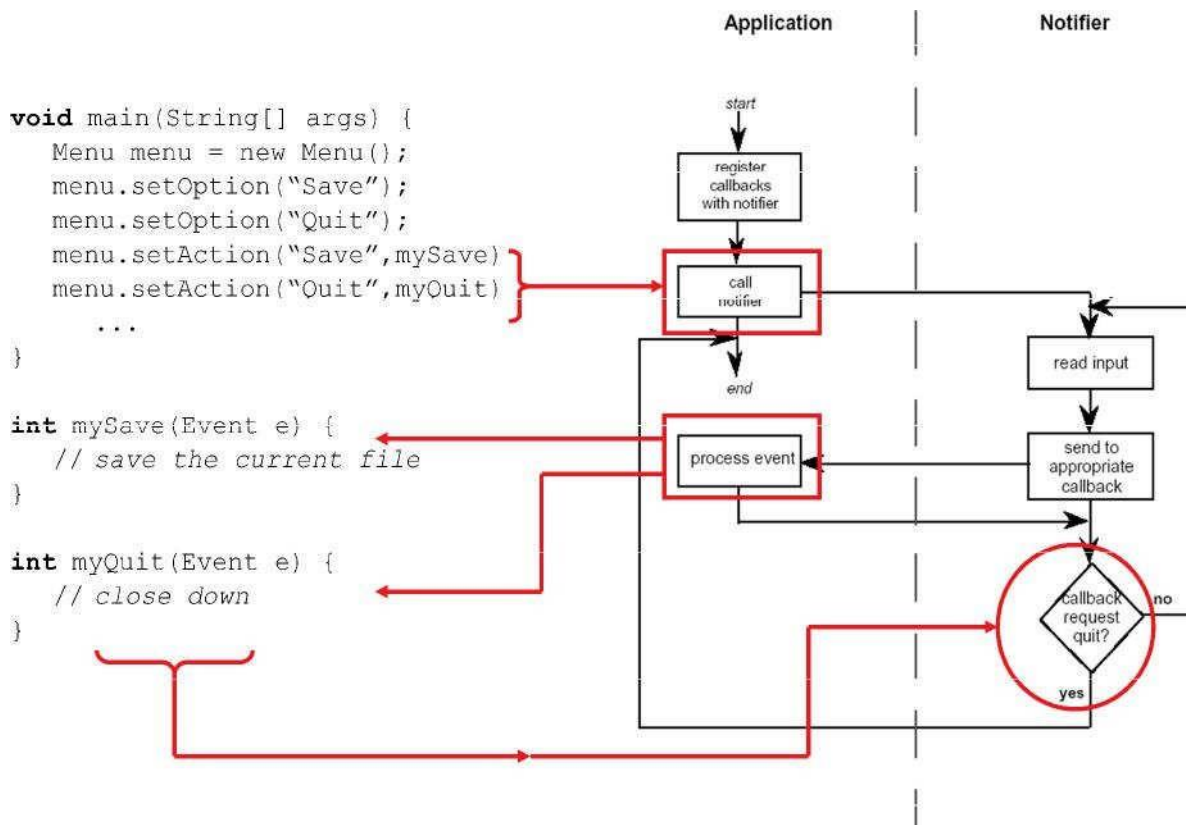 Application
Notifier
void main(String[] args) {
Menu menu = new Menu();
menu.setOption(“Save”);
menu.setOption(“Quit”);
menu.setAction(“Save”,mySave)
menu.setAction(“Quit”,myQuit)
...
}
int mySave(Event e) {
// save the current file
}
int myQuit(Event e) {
// close down
}
start
register
callbacks
with notifier
call
notifier
end
read input
send to
appropriate
callback
process event
callback
request
quit?
no
yes